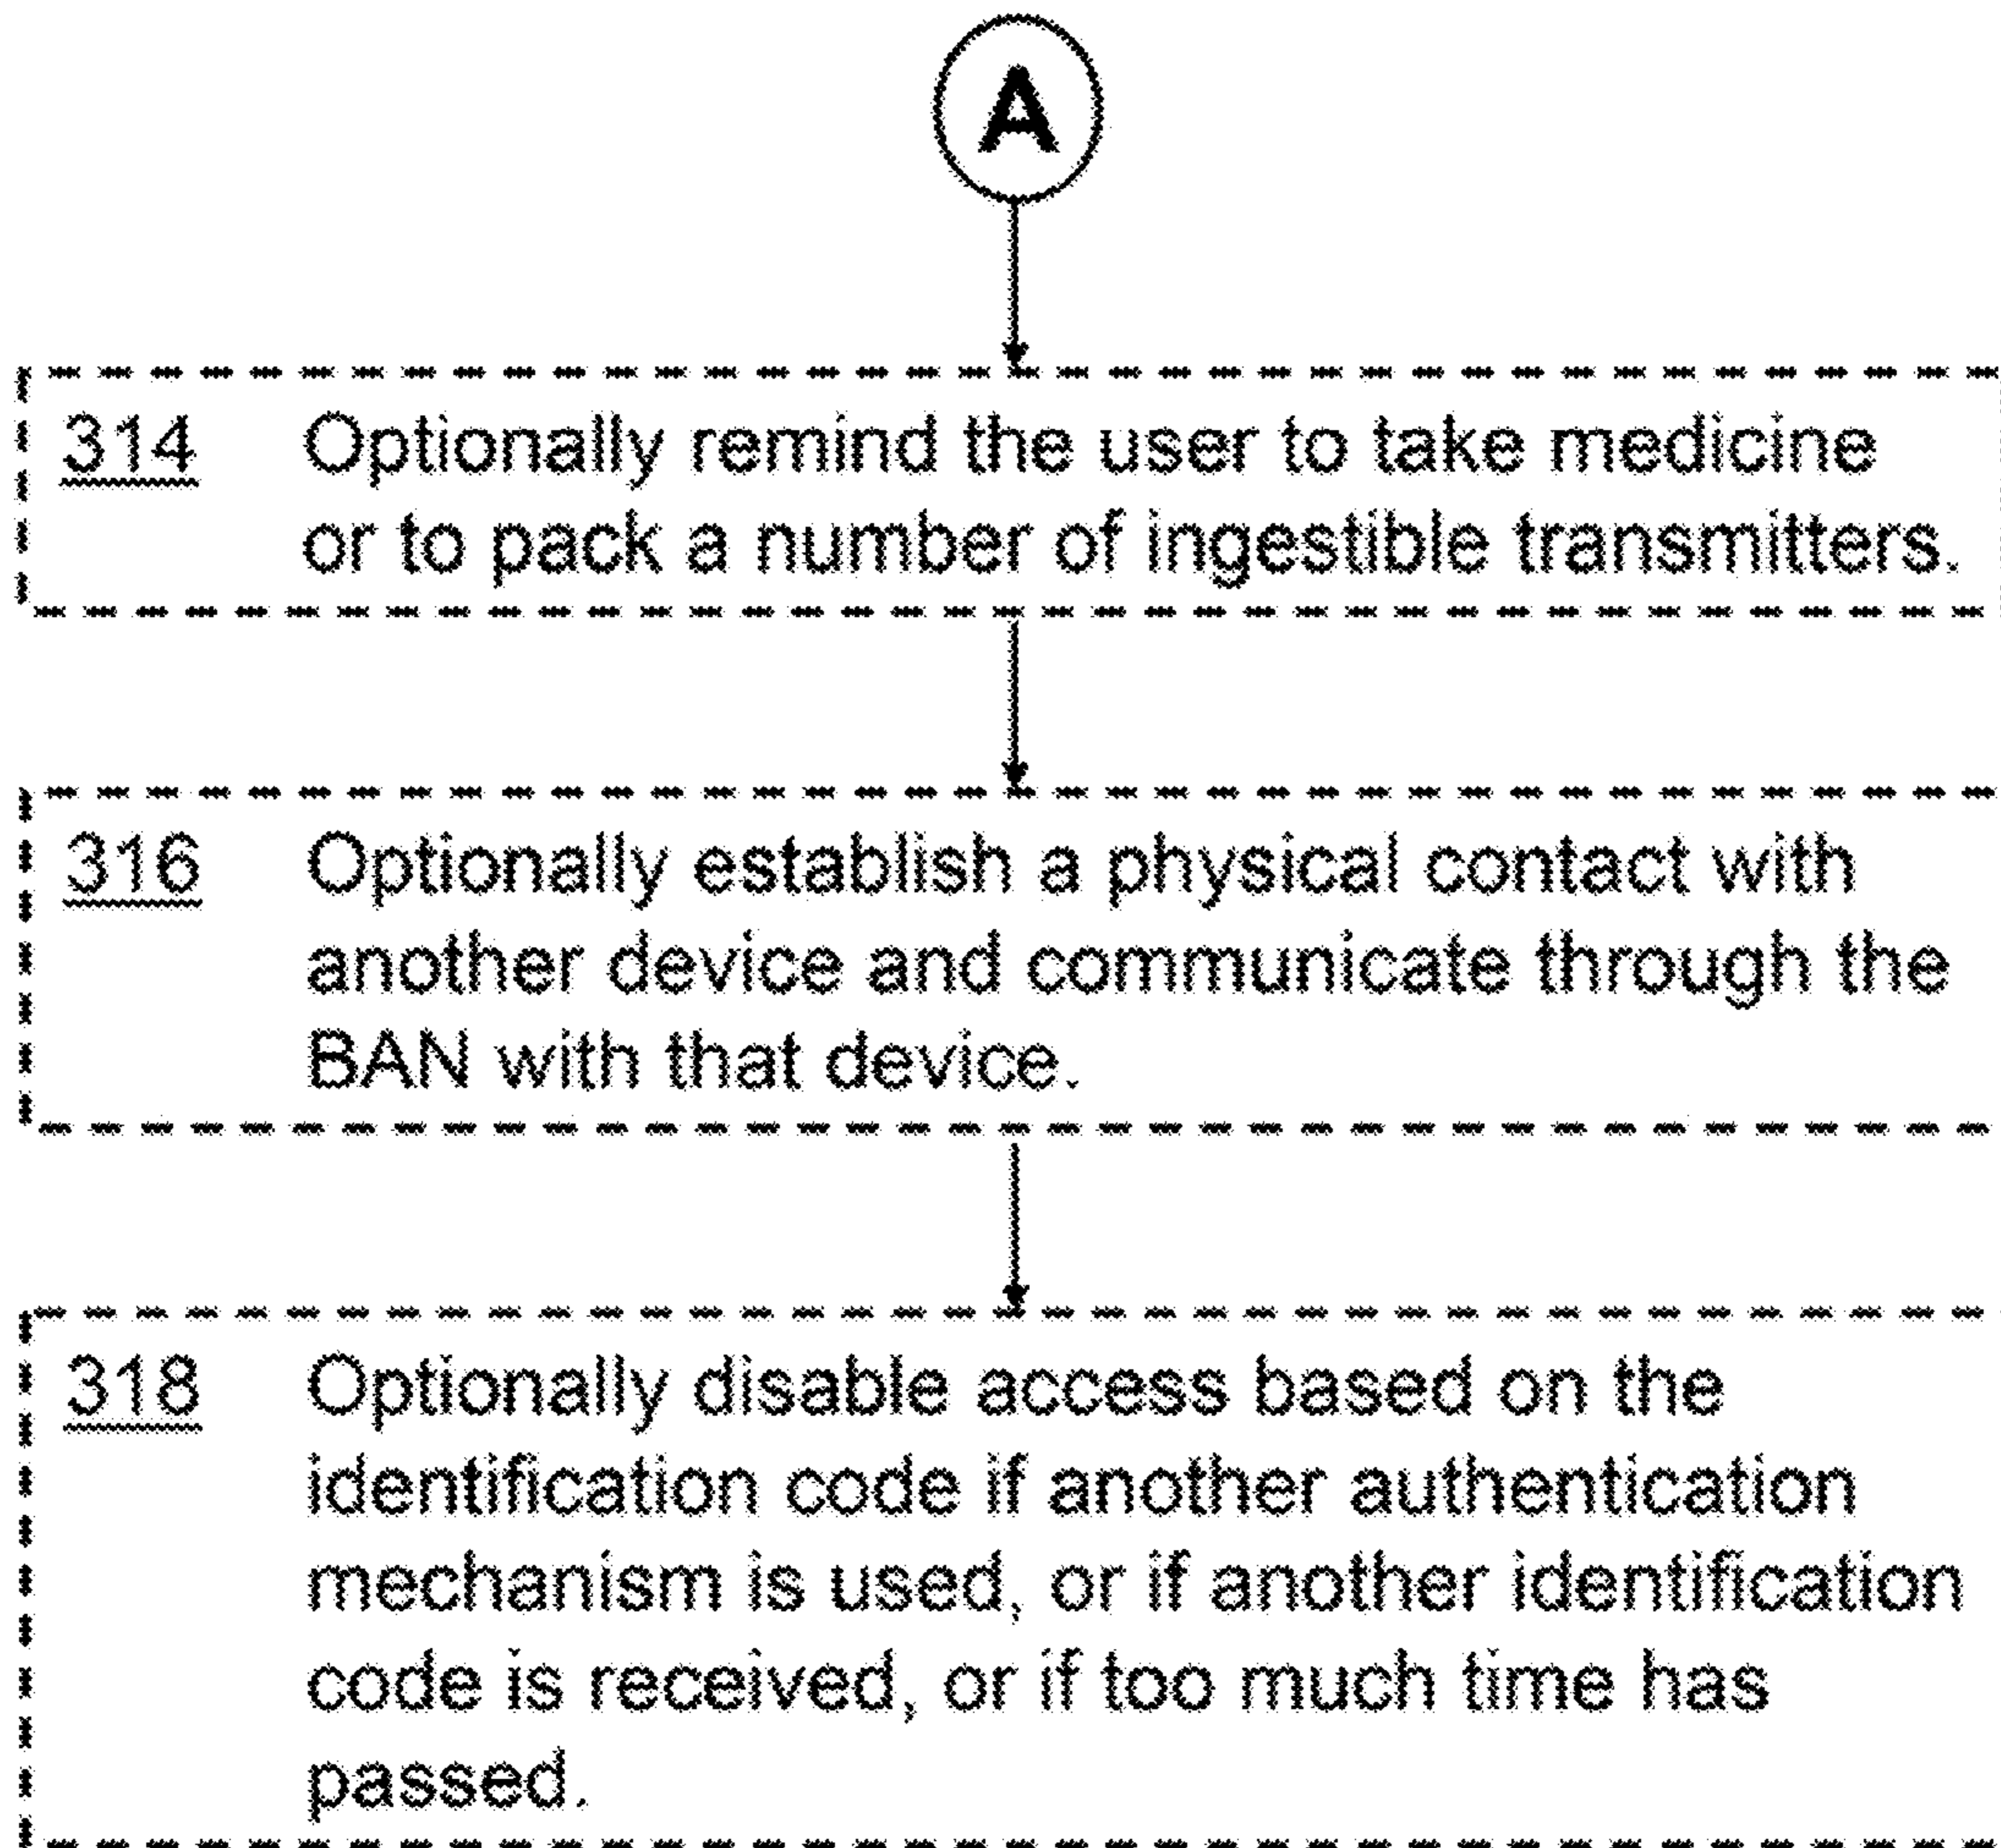 A
314 Optionally remind the user to take medicine
or to pack a number of ingestible transmitters.
316 Optionally establish a physical contact with
another device and communicate through the
BAN with that device.
318 Optionally disable access based on the
identification code if another authentication
mechanism is used, or if another identification
code is received, or if too much time has
passed.